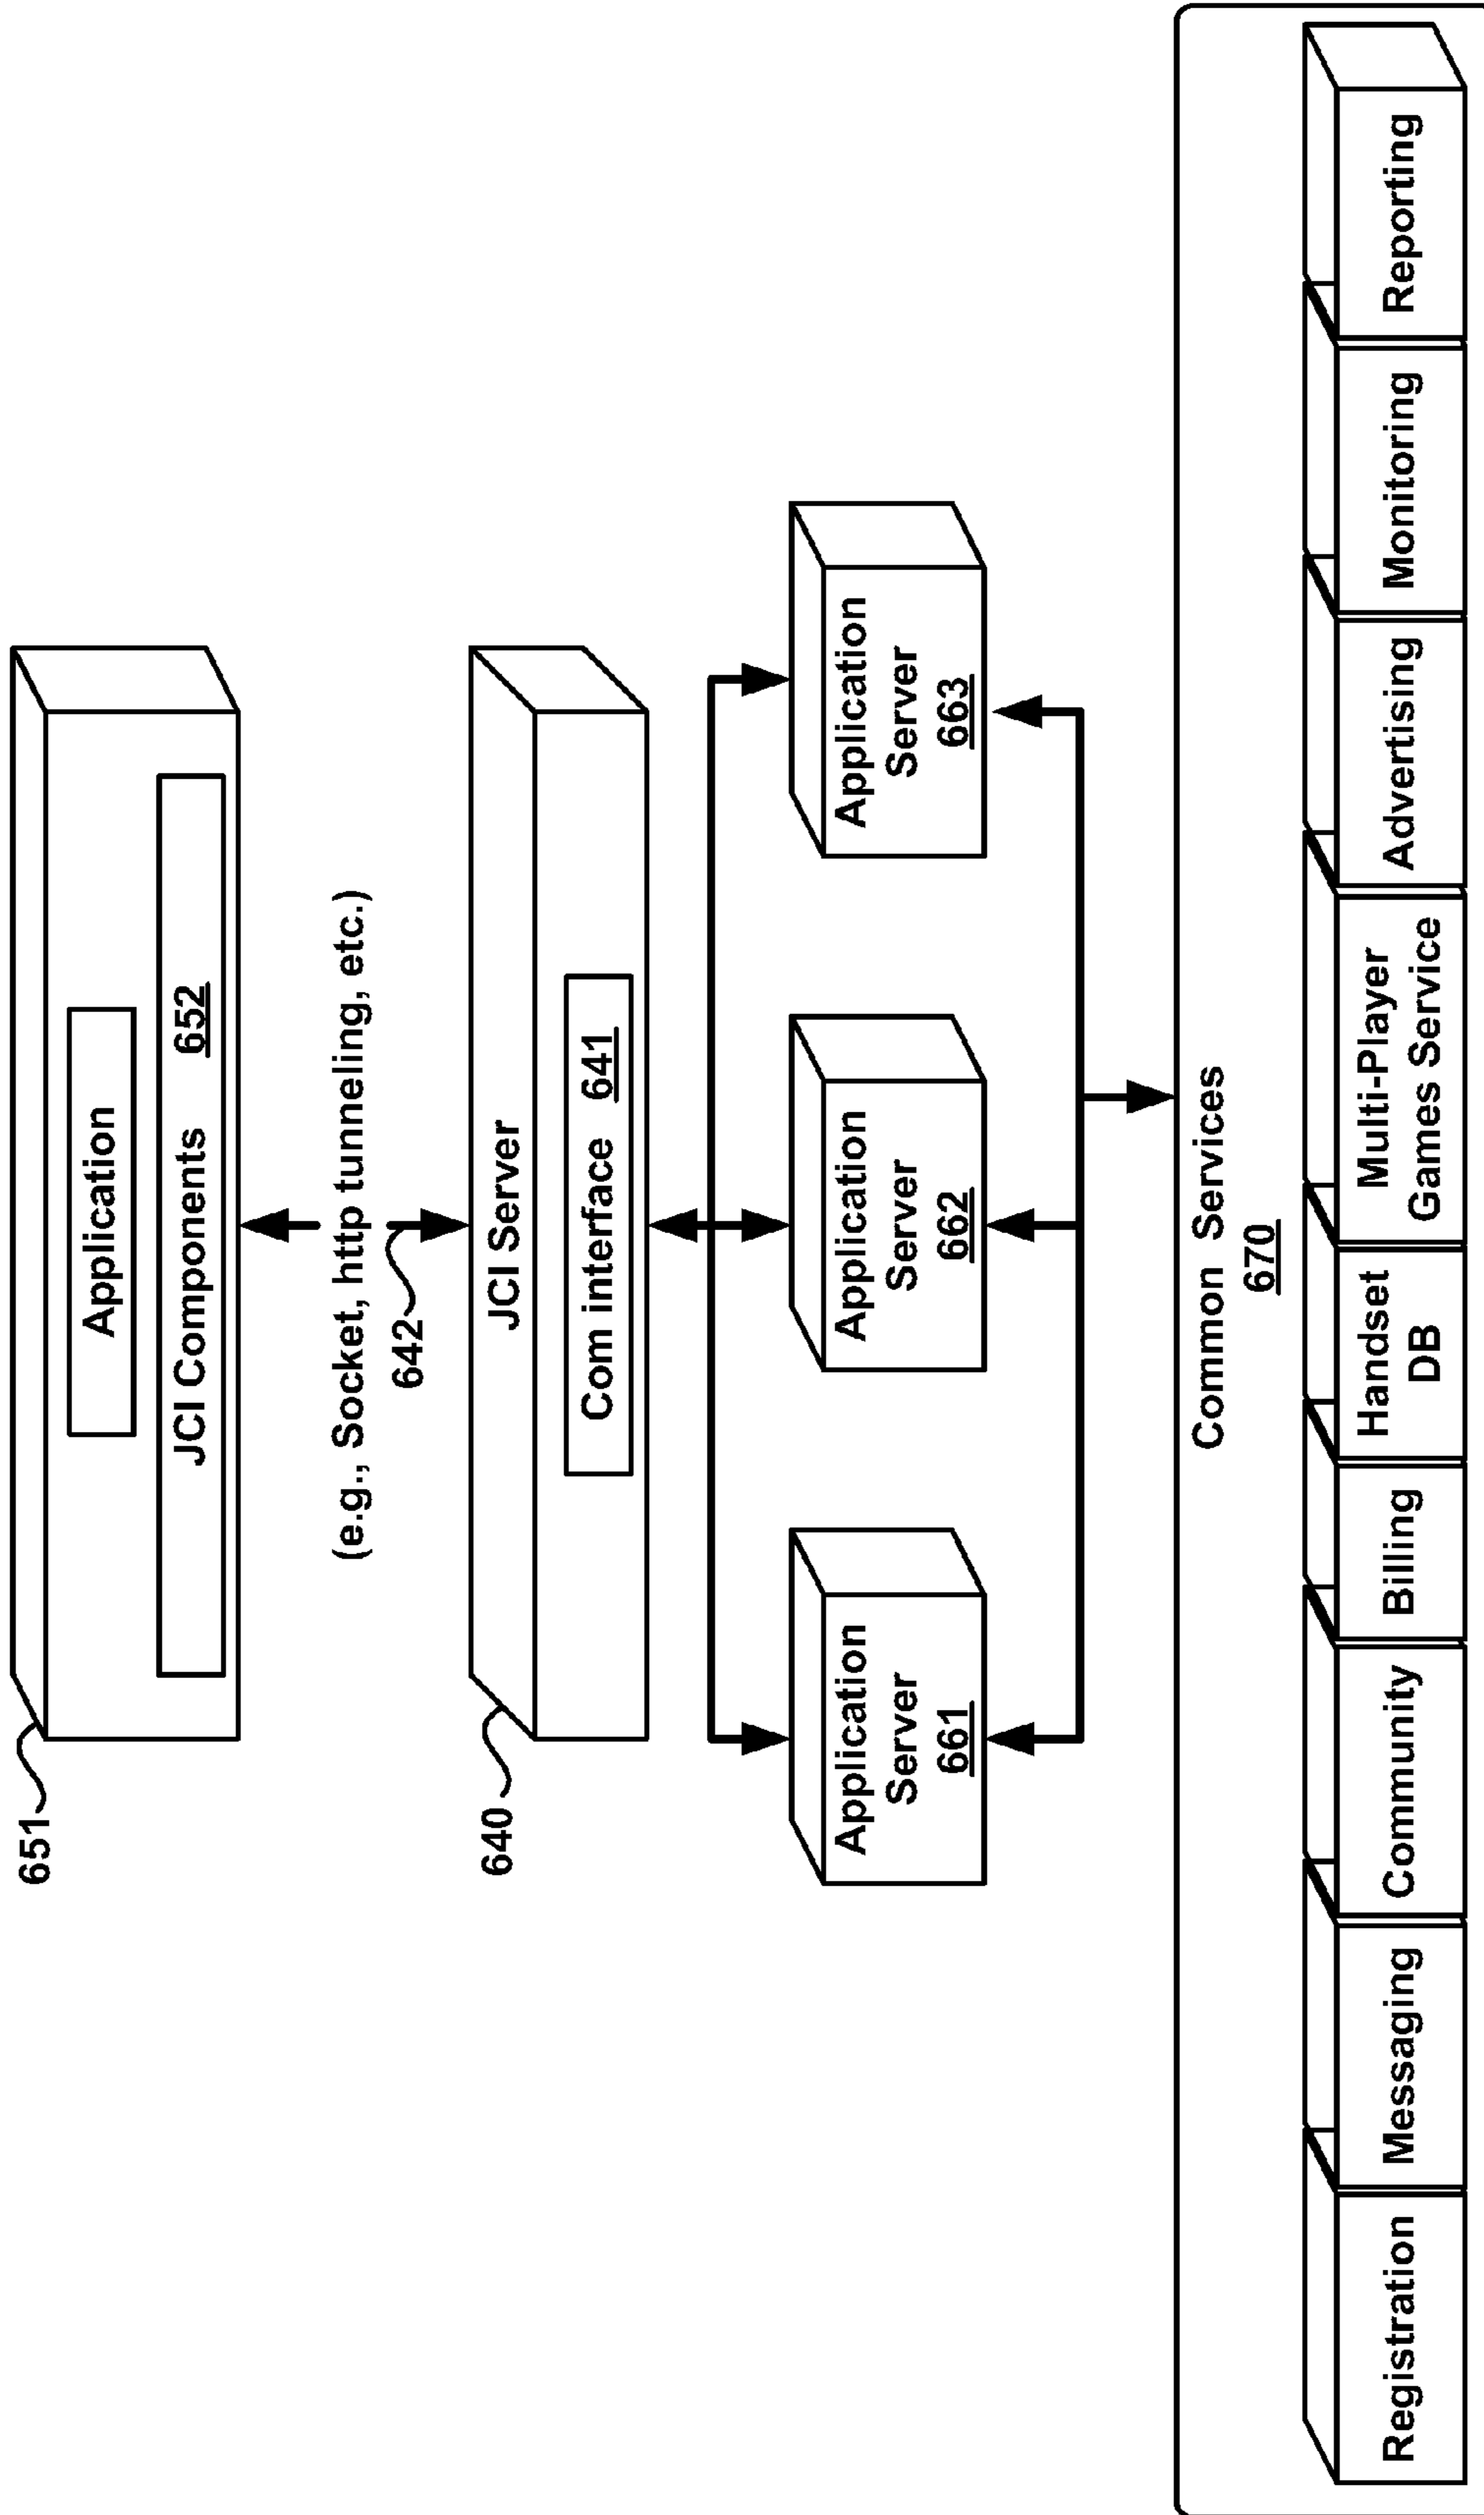 651
Application
JCI Components 652
(e.g., Socket, http tunneling, etc.)
642
640
JCI Server
Com interface 641
Application
Server
661
Application
Server
662
Application
Server
663
Common Services
670
Registration
Messaging
Community
Billing
Handset
DB
Multi-Player
Games Service
Advertising
Monitoring
Reporting